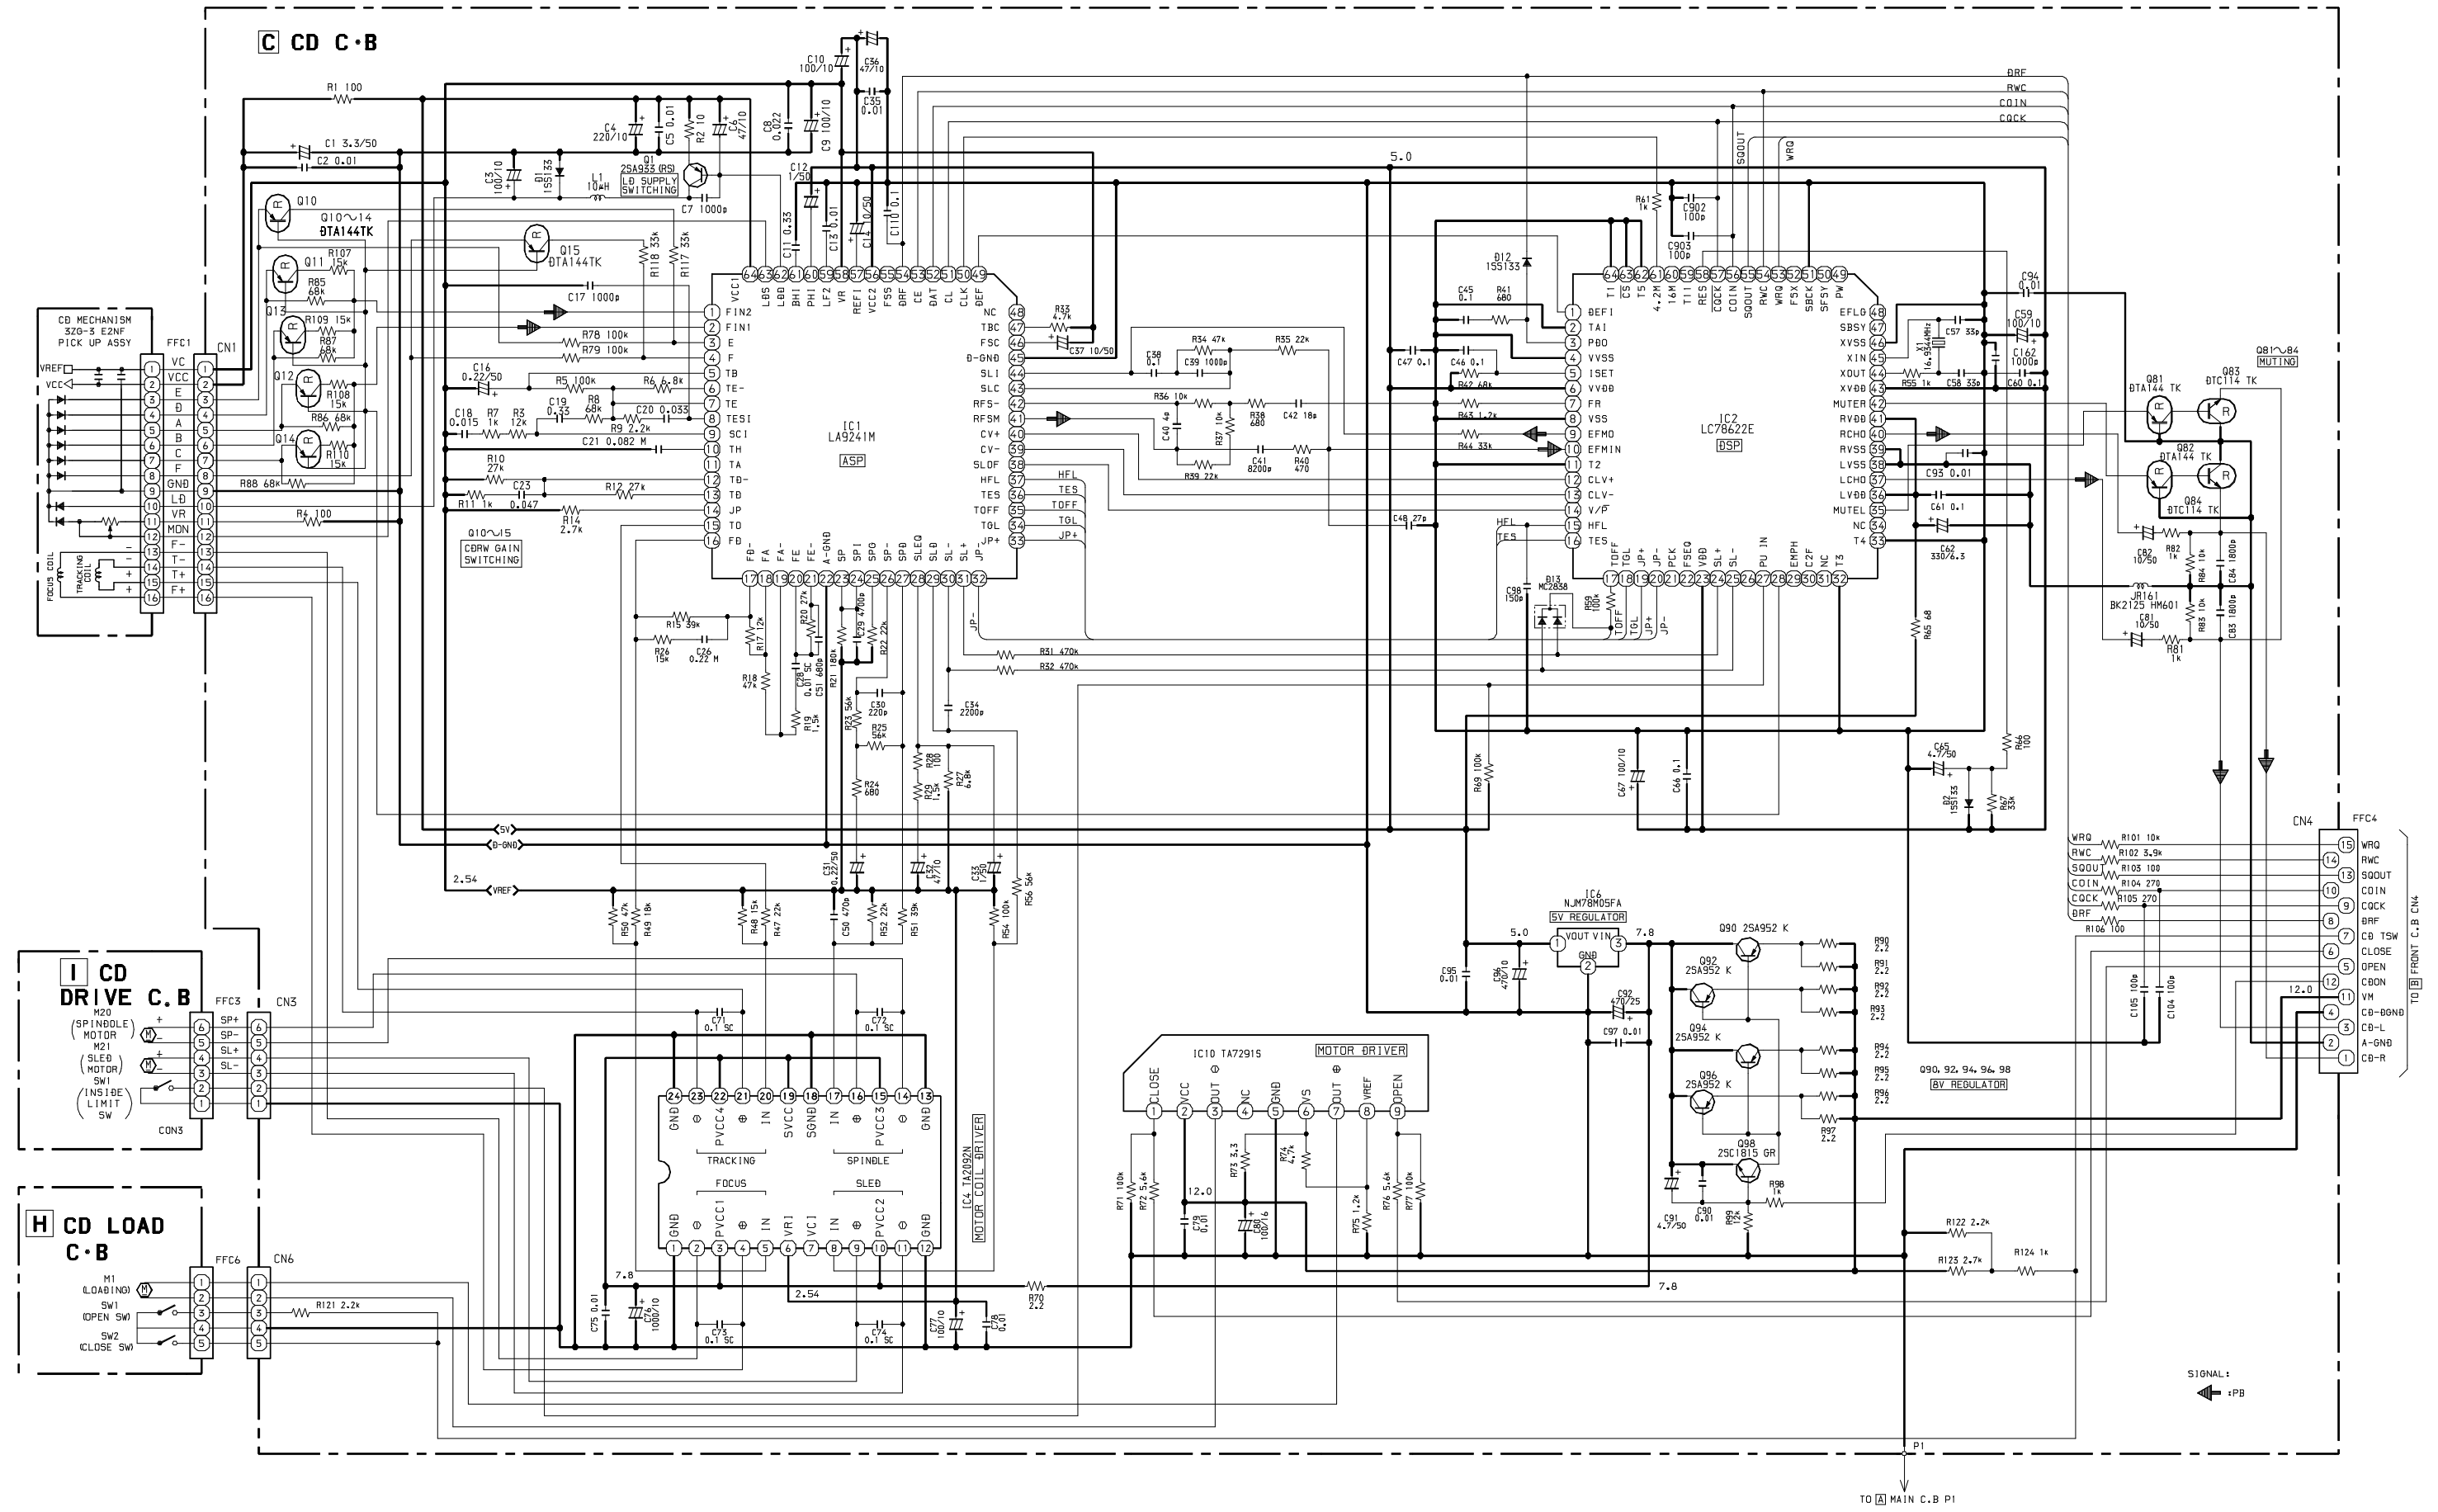 C CD C・B
CD MECHANISM
3ZG-3 E2NF
PICK UP ASSY
FFC1
CN1
VREF
VCC
VC
VCC
E
D
A
B
C
F
GND
LD
VR
MON
F-
T-
T+
F+
FOCUS COIL
TRACKING
COIL
R1 100
C1 3.3/50
C2 0.01
Q10
Q10～14
DTA144TK
Q11
R107
15k
R85
68k
Q13
R109 15k
R87
68k
Q12
R108
15k
R86 68k
Q14
R110
15k
R88 68k
R4 100
C4
220/10
C5 0.01
R2 10
C6
47/10
C3
100/10
D1
1SS133
L1
10μH
Q1
2SA933 (RS)
LD SUPPLY
SWITCHING
C7 1000p
Q15
DTA144TK
R118 33k
R117 33k
C8
0.022
C9 100/10
C10
100/10
C36
47/10
C35
0.01
C12
1/50
C11 0.33
C13 0.01
C14 10/50
C110 0.1
C17 1000p
R78 100k
R79 100k
C16
0.22/50
R5 100k
R6 6.8k
C19
0.33
R8
68k
C20 0.033
C18
0.015
R7
1k
R3
12k
R9 2.2k
C21 0.082 M
R10
27k
C23
0.047
R12 27k
R11 1k
R14
2.7k
Q10～15
CDRW GAIN
SWITCHING
IC1
LA9241M
ASP
VCC1
LDS
LDD
BHI
PHI
LF2
VR
REFI
VCC2
FSS
DRF
CE
DAT
CL
CLK
DEF
FIN2
FIN1
E
F
TB
TE-
TE
TESI
SCI
TH
TA
TD-
TD
JP
TO
FD
FD-
FA
FA-
FE
FE-
A-GND
SP
SPI
SPG
SP-
SPD
SLEQ
SLD
SL-
SL+
JP-
NC
TBC
FSC
D-GND
SLI
SLC
RFS-
RFSM
CV+
CV-
SLOF
HFL
TES
TOFF
TGL
JP+
HFL
TES
TOFF
TGL
JP+
JP-
R33
4.7k
C37 10/50
C38
0.1
R34 47k
C39 1000p
R35 22k
R36 10k
C40 4p
R37 10k
R38
680
C42 18p
C41
8200p
R40
470
R39 22k
C48 27p
C47 0.1
C45
0.1
R41
680
C46 0.1
R42 68k
R43 1.2k
R44 33k
5.0
DRF
RWC
COIN
CQCK
SQOUT
WRQ
R61
1k
C902
100p
C903
100p
D12
1SS133
IC2
LC78622E
DSP
T1
CS
T5
4.2M
16M
T11
RES
CQCK
COIN
SQOUT
RWC
WRQ
FSX
SBCK
SFSY
PW
DEFI
TAI
PDO
VVSS
ISET
VVDD
FR
VSS
EFMO
EFMIN
T2
CLV+
CLV-
V/P
HFL
TES
HFL
TES
TOFF
TGL
JP+
JP-
PCK
FSEQ
VDD
SL+
SL-
PU IN
EMPH
C2F
NC
T3
EFLG
SBSY
XVSS
XIN
XOUT
XVDD
MUTER
RVDD
RCHO
RVSS
LVSS
LCHO
LVDD
MUTEL
NC
T4
X1
16.9344MHz
C57 33p
R55 1k
C58 33p
C94
0.01
C59
100/10
C162
1000p
C60 0.1
C93 0.01
C61 0.1
C62
330/6.3
Q81～84
MUTING
Q81
DTA144 TK
Q83
DTC114 TK
Q82
DTA144 TK
Q84
DTC114 TK
C82
10/50
R82
1k
R84 10k
C84 1800p
JR161
BK2125 HM601
C81
10/50
R83 10k
C83 1800p
R81
1k
R65 68
D13
MC2838
C98
150p
R59
100k
TOFF
TGL
JP+
JP-
R15 39k
R26
15k
C26
0.22 M
R17 12k
R18
47k
R20 27k
C51 680p
C28
0.01 SC
R19
1.5k
R21 180k
C29 4700p
R22 22k
R23 56k
C30
220p
R25
56k
R24
680
R28
100
R29
1.5k
R27
6.8k
C34
2200p
R31 470k
R32 470k
C31
0.22/50
C32
47/10
C33
1/50
R56 56k
5V
D-GND
2.54
VREF
R50 47k
R49 18k
R48 15k
R47 22k
C50 470p
R52 22k
R51 39k
R54 100k
R69 100k
C67 100/10
C66 0.1
C65
4.7/50
D2
1SS133
R67
33k
R66
100
IC6
NJM78M05FA
5V REGULATOR
5.0
VOUT VIN
GND
7.8
C95
0.01
C96
470/10
C92
470/25
C97 0.01
Q90 2SA952 K
Q92
2SA952 K
Q94
2SA952 K
Q96
2SA952 K
Q98
2SC1815 GR
R90
2.2
R91
2.2
R92
2.2
R93
2.2
R94
2.2
R95
2.2
R96
2.2
R97
2.2
R98
1k
R99
12k
C91
4.7/50
C90
0.01
Q90, 92, 94, 96, 98
8V REGULATOR
CN4
FFC4
WRQ
RWC
SQOUT
COIN
CQCK
DRF
R101 10k
R102 3.9k
R103 100
R104 270
R105 270
R106 100
WRQ
RWC
SQOUT
COIN
CQCK
DRF
CD TSW
CLOSE
OPEN
CDON
VM
CD-DGND
CD-L
A-GND
CD-R
12.0
C105 100p
C104 100p
TO B FRONT C.B CN4
I CD
DRIVE C.B
FFC3
CN3
M20
(SPINDDLE
MOTOR)
M21
(SLED
MOTOR)
SW1
(INSIDE
LIMIT
SW)
SP+
SP-
SL+
SL-
CON3
C71
0.1 SC
C72
0.1 SC
GND
PVCC4
IN
SVCC
SGND
IN
PVCC3
GND
TRACKING
SPINDLE
FOCUS
SLED
GND
PVCC1
IN
VRI
VCI
IN
PVCC2
GND
IC4 TA2092N
MOTOR COIL DRIVER
7.8
2.54
C75 0.01
C76
1000/10
C73
0.1 SC
C74
0.1 SC
C77
100/10
C78
0.01
R70
2.2
7.8
IC10 TA7291S
MOTOR DRIVER
CLOSE
VCC
OUT
NC
GND
VS
OUT
VREF
OPEN
R71 100k
R72 5.6k
12.0
C79
0.01
R73 3.3
C80
100/16
R74
4.7k
R75 1.2k
R76 5.6k
R77 100k
R122 2.2k
R123 2.7k
R124 1k
H CD LOAD
C・B
FFC6
CN6
M1
(LOADING)
SW1
(OPEN SW)
SW2
(CLOSE SW)
R121 2.2k
SIGNAL:
:PB
P1
TO A MAIN C.B P1